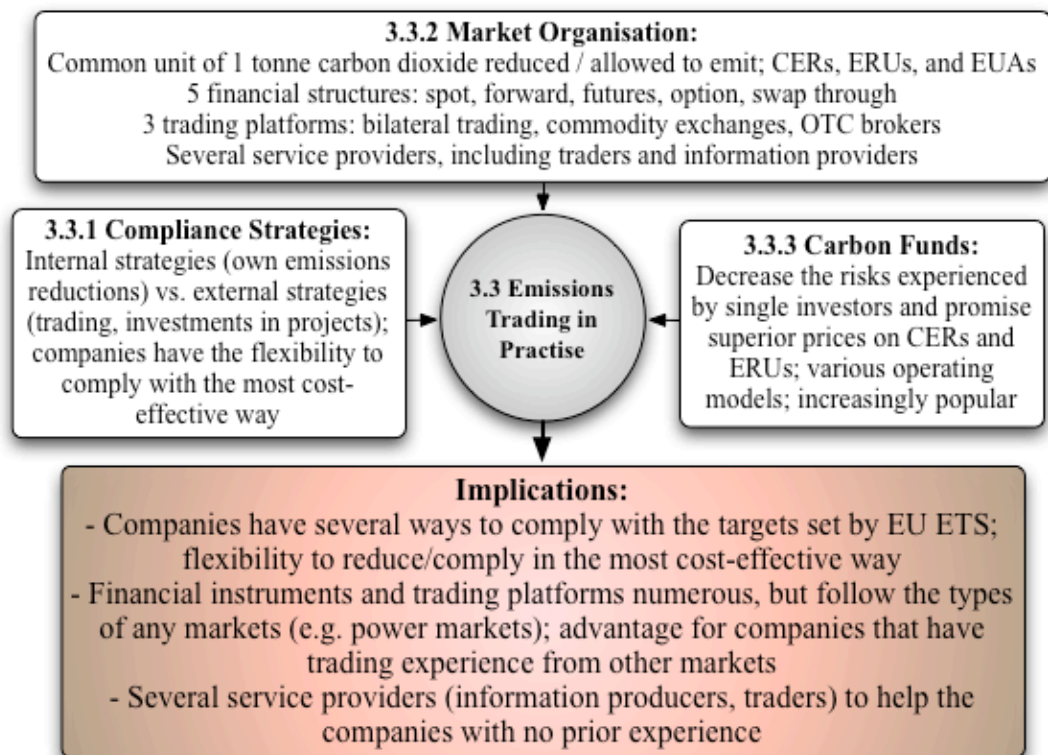 3.3.2 Market Organisation:
Common unit of 1 tonne carbon dioxide reduced / allowed to emit; CERs, ERUs, and EUAs
5 financial structures: spot, forward, futures, option, swap through
3 trading platforms: bilateral trading, commodity exchanges, OTC brokers
Several service providers, including traders and information providers
3.3.1 Compliance Strategies:
Internal strategies (own emissions
reductions) vs. external strategies
(trading, investments in projects);
companies have the flexibility to
comply with the most cost-
effective way
3.3 Emissions
Trading in
Practise
3.3.3 Carbon Funds:
Decrease the risks experienced
by single investors and promise
superior prices on CERs and
ERUs; various operating
models; increasingly popular
Implications:
- Companies have several ways to comply with the targets set by EU ETS;
flexibility to reduce/comply in the most cost-effective way
- Financial instruments and trading platforms numerous, but follow the types
of any markets (e.g. power markets); advantage for companies that have
trading experience from other markets
- Several service providers (information producers, traders) to help the
companies with no prior experience